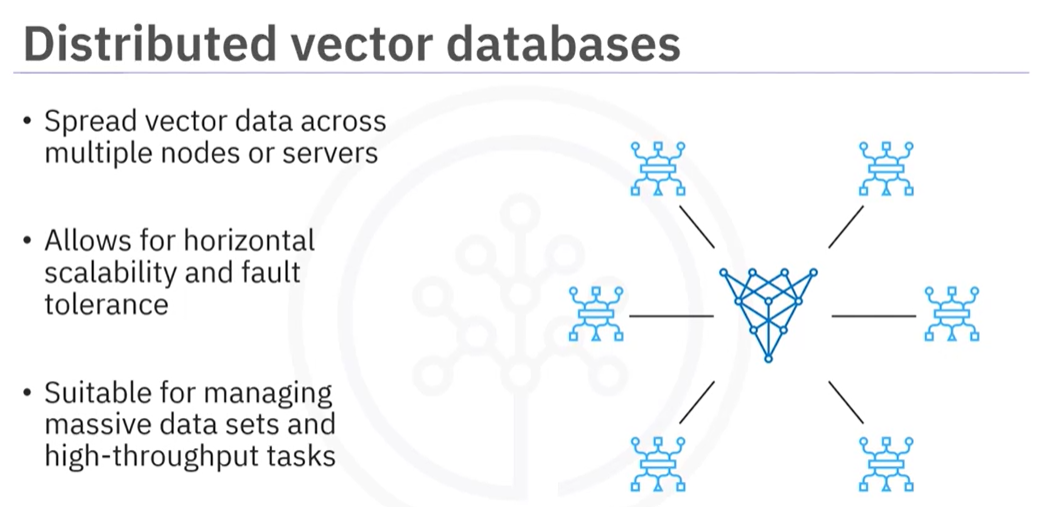 Distributed vector databases
• Spread vector data across
multiple nodes or servers
• Allows for horizontal
scalability and fault
tolerance
• Suitable for managing
massive data sets and
high-throughput tasks